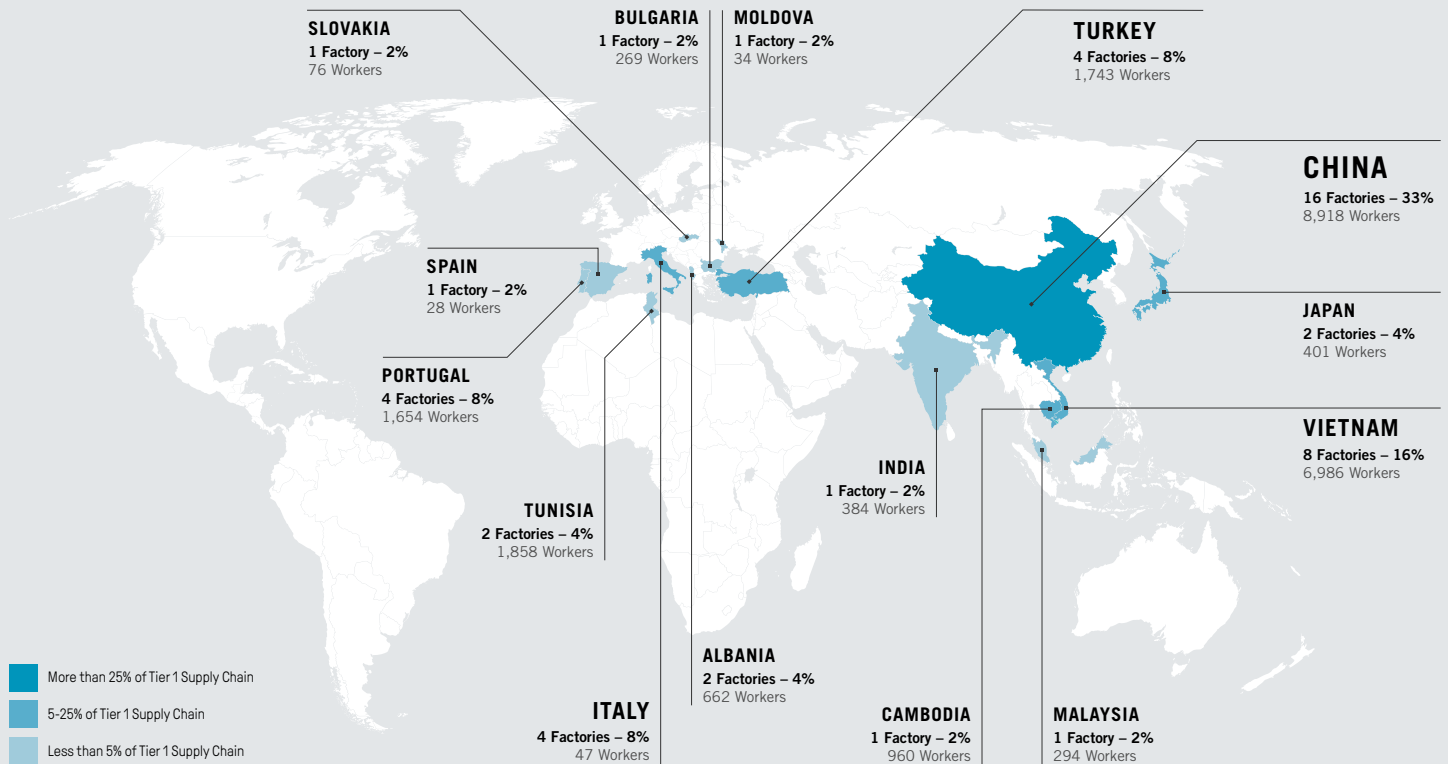 SLOVAKIA
1 Factory – 2%
76 Workers
BULGARIA
1 Factory – 2%
269 Workers
MOLDOVA
1 Factory – 2%
34 Workers
TURKEY
4 Factories – 8%
1,743 Workers
CHINA
16 Factories – 33%
8,918 Workers
SPAIN
1 Factory – 2%
28 Workers
JAPAN
2 Factories – 4%
401 Workers
PORTUGAL
4 Factories – 8%
1,654 Workers
VIETNAM
8 Factories – 16%
6,986 Workers
INDIA
1 Factory – 2%
384 Workers
TUNISIA
2 Factories – 4%
1,858 Workers
ALBANIA
2 Factories – 4%
662 Workers
ITALY
4 Factories – 8%
47 Workers
CAMBODIA
1 Factory – 2%
960 Workers
MALAYSIA
1 Factory – 2%
294 Workers
More than 25% of Tier 1 Supply Chain
5-25% of Tier 1 Supply Chain
Less than 5% of Tier 1 Supply Chain